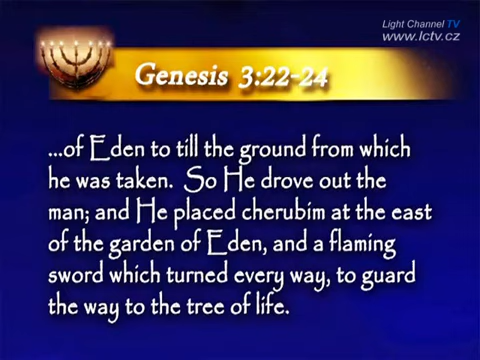 Light Channel TV
www.lctv.cz
Genesis 3:22-24
...of Eden to till the ground from which
he was taken. So He drove out the
man; and He placed cherubim at the east
of the garden of Eden, and a flaming
sword which turned every way, to guard
the way to the tree of life.